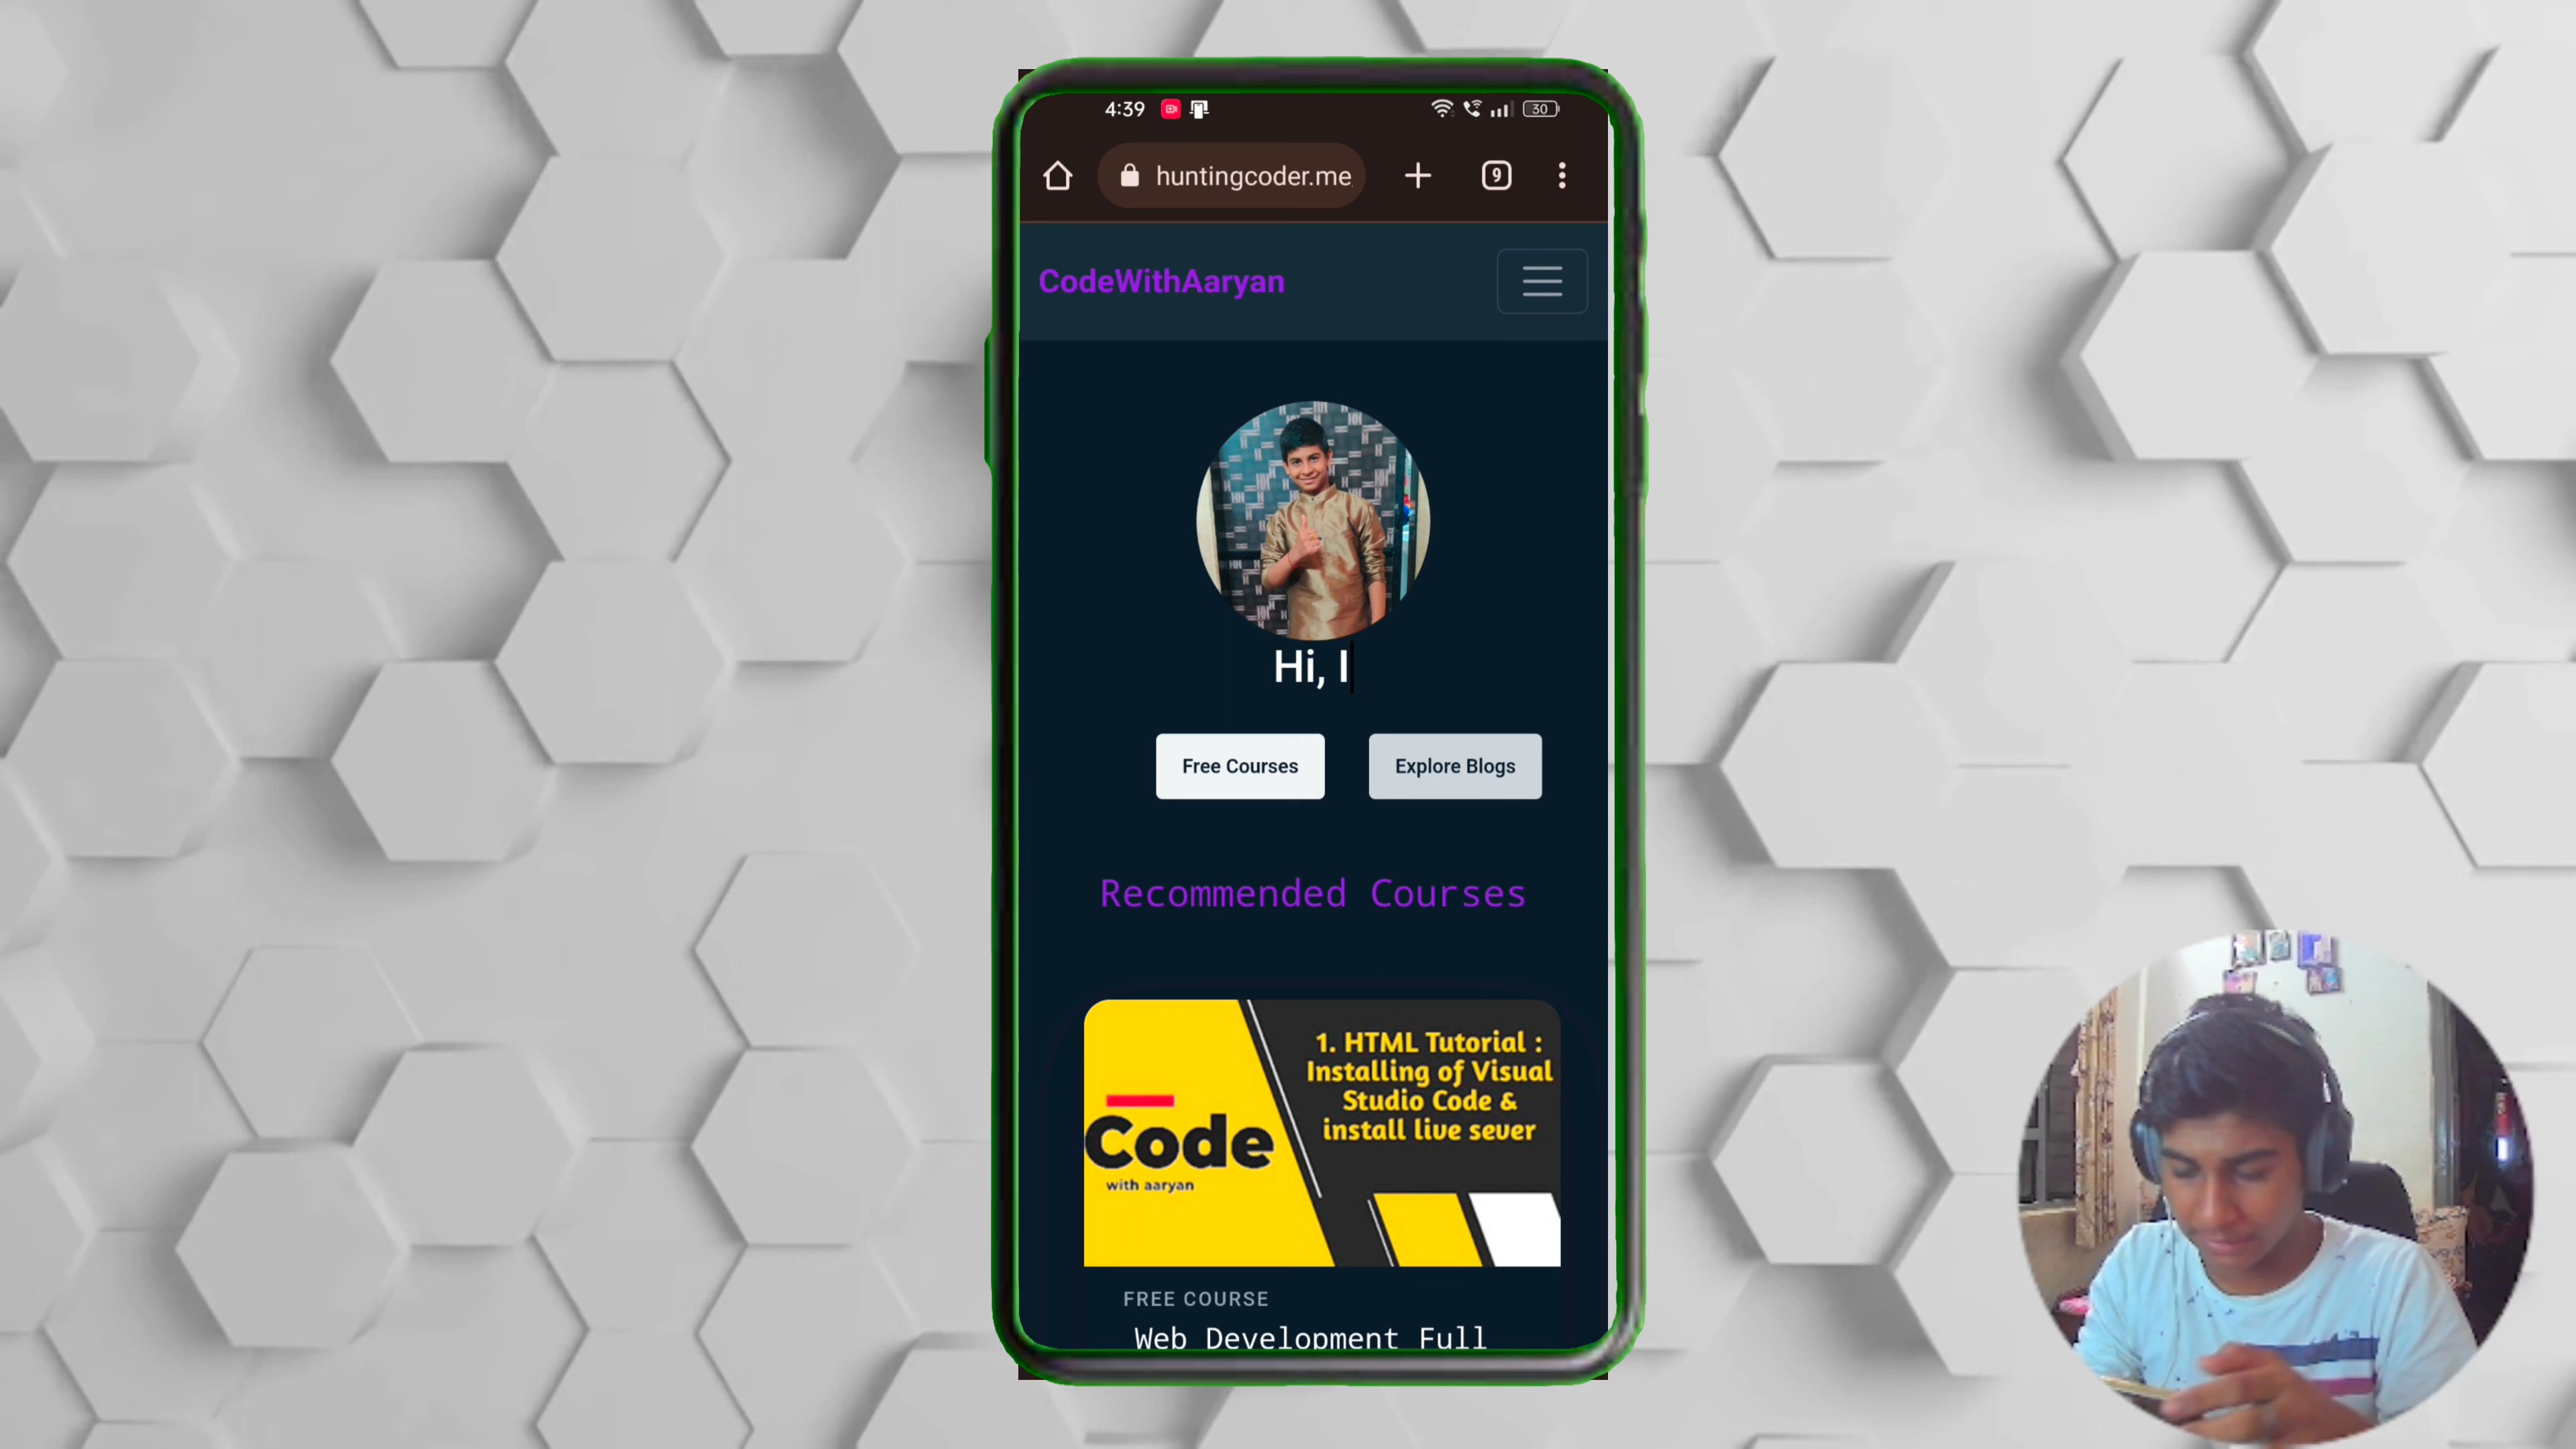 4:39
30
huntingcoder.me
9
CodeWithAaryan
Hi, I
Free Courses
Explore Blogs
Recommended Courses
1. HTML Tutorial :
Installing of Visual
Studio Code &
install live sever
Code
with aaryan
FREE COURSE
Web Development Full